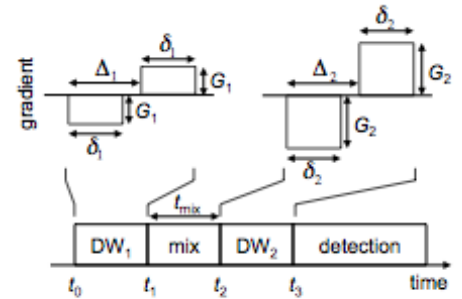 δ₁ δ₂
Δ₁ Δ₂
gradient G₁ G₁ G₂ G₂
δ₁ δ₂
t_mix
DW₁ mix DW₂ detection
t₀ t₁ t₂ t₃ time